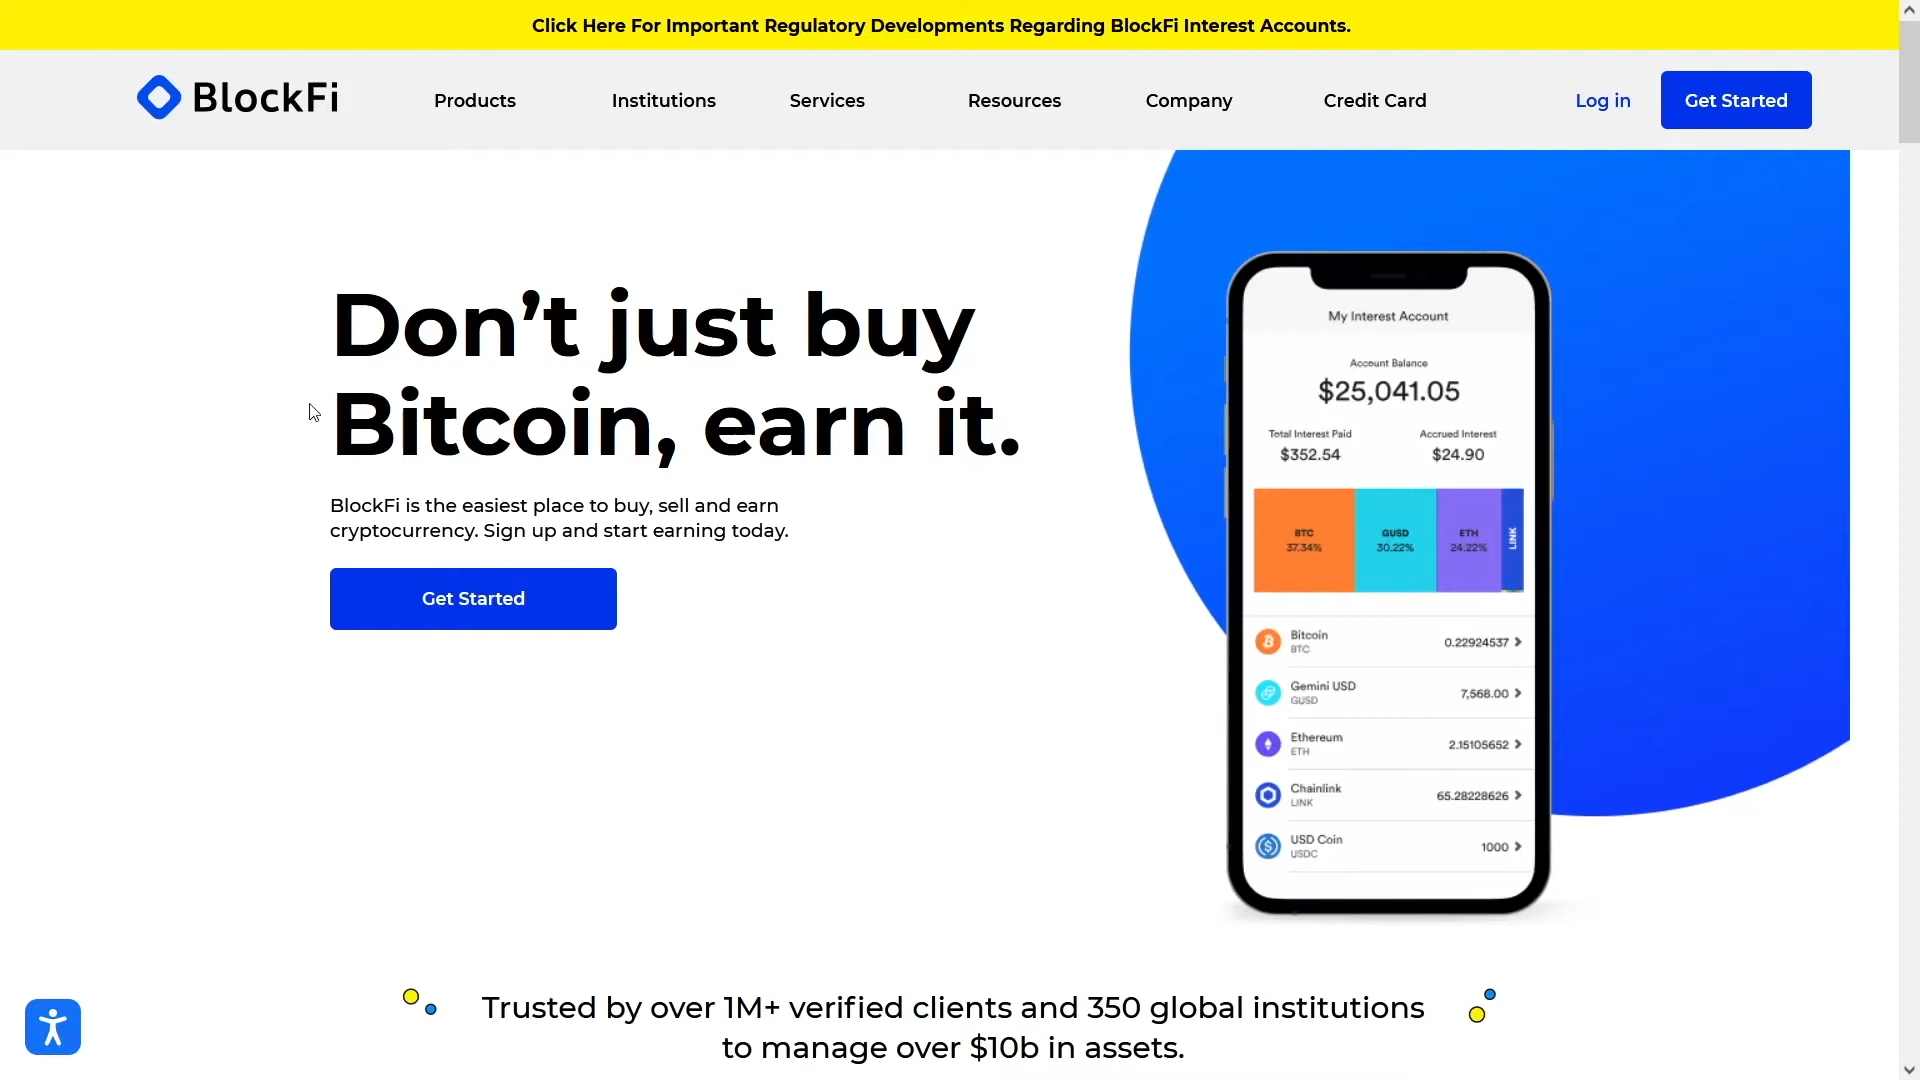 Click Here For Important Regulatory Developments Regarding BlockFi Interest Accounts.
BlockFi
Products
Institutions
Services
Resources
Company
Credit Card
Log in
Get Started
Don’t just buy
Bitcoin, earn it.
BlockFi is the easiest place to buy, sell and earn
cryptocurrency. Sign up and start earning today.
Get Started
My Interest Account
Account Balance
$25,041.05
Total Interest Paid
$352.54
Accrued Interest
$24.90
BTC
37.34%
GUSD
30.22%
ETH
24.22%
LINK
Bitcoin
BTC
0.22924537
Gemini USD
GUSD
7,568.00
Ethereum
ETH
2.15105652
Chainlink
LINK
65.28228626
USD Coin
USDC
1000
Trusted by over 1M+ verified clients and 350 global institutions
to manage over $10b in assets.